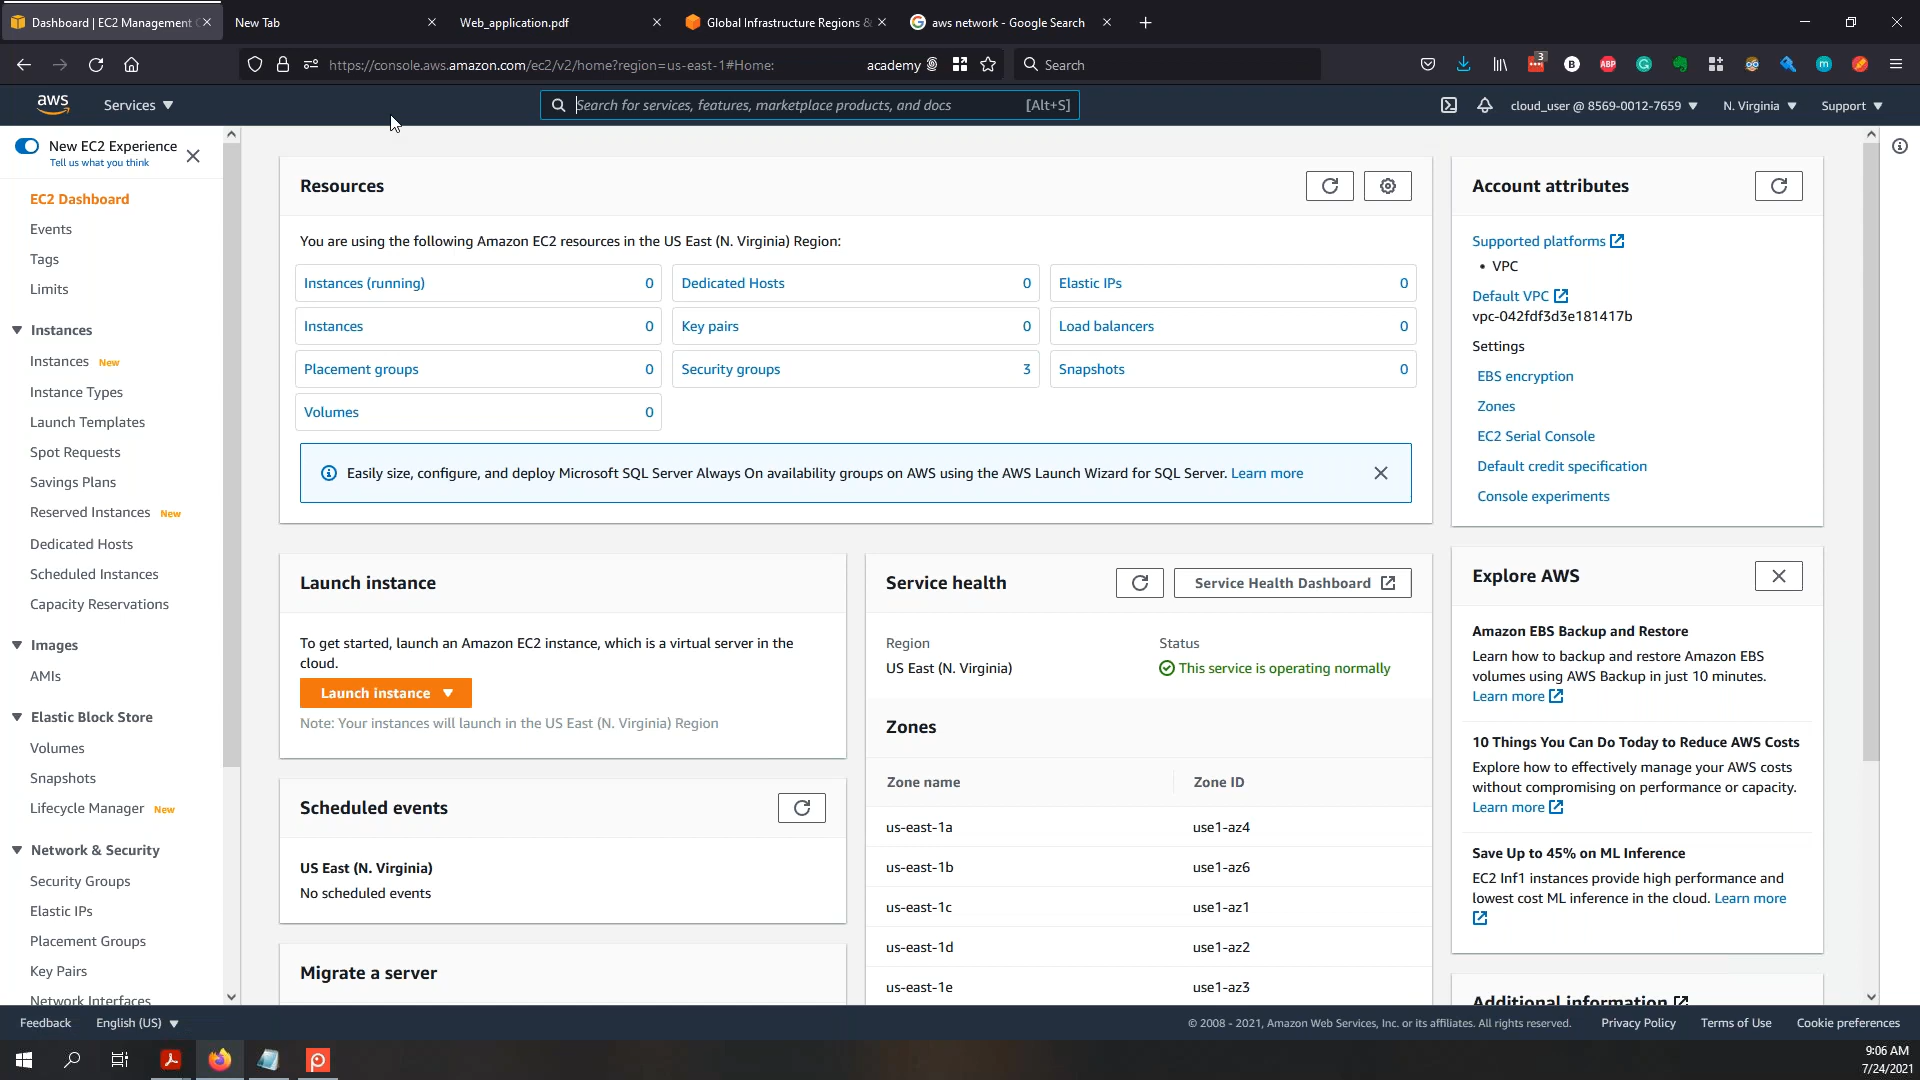 Dashboard | EC2 Management C
New Tab
Web_application.pdf
Global Infrastructure Regions &
aws network - Google Search
https://console.aws.amazon.com/ec2/v2/home?region=us-east-1#Home:
academy
Search
3
B
ABP
aws
Services
Search for services, features, marketplace products, and docs
[Alt+S]
cloud_user @ 8569-0012-7659
N. Virginia
Support
New EC2 Experience
Tell us what you think
EC2 Dashboard
Events
Tags
Limits
Instances
Instances New
Instance Types
Launch Templates
Spot Requests
Savings Plans
Reserved Instances New
Dedicated Hosts
Scheduled Instances
Capacity Reservations
Images
AMIs
Elastic Block Store
Volumes
Snapshots
Lifecycle Manager New
Network & Security
Security Groups
Elastic IPs
Placement Groups
Key Pairs
Network Interfaces
Resources
You are using the following Amazon EC2 resources in the US East (N. Virginia) Region:
Instances (running) 0
Dedicated Hosts 0
Elastic IPs 0
Instances 0
Key pairs 0
Load balancers 0
Placement groups 0
Security groups 3
Snapshots 0
Volumes 0
Easily size, configure, and deploy Microsoft SQL Server Always On availability groups on AWS using the AWS Launch Wizard for SQL Server. Learn more
Launch instance
To get started, launch an Amazon EC2 instance, which is a virtual server in the
cloud.
Launch instance
Note: Your instances will launch in the US East (N. Virginia) Region
Scheduled events
US East (N. Virginia)
No scheduled events
Migrate a server
Service health
Service Health Dashboard
Region
Status
US East (N. Virginia)
This service is operating normally
Zones
Zone name
Zone ID
us-east-1a
use1-az4
us-east-1b
use1-az6
us-east-1c
use1-az1
us-east-1d
use1-az2
us-east-1e
use1-az3
Account attributes
Supported platforms
• VPC
Default VPC
vpc-042fdf3d3e181417b
Settings
EBS encryption
Zones
EC2 Serial Console
Default credit specification
Console experiments
Explore AWS
Amazon EBS Backup and Restore
Learn how to backup and restore Amazon EBS
volumes using AWS Backup in just 10 minutes.
Learn more
10 Things You Can Do Today to Reduce AWS Costs
Explore how to effectively manage your AWS costs
without compromising on performance or capacity.
Learn more
Save Up to 45% on ML Inference
EC2 Inf1 instances provide high performance and
lowest cost ML inference in the cloud. Learn more
Additional information
Feedback
English (US)
© 2008 - 2021, Amazon Web Services, Inc. or its affiliates. All rights reserved.
Privacy Policy
Terms of Use
Cookie preferences
9:06 AM
7/24/2021